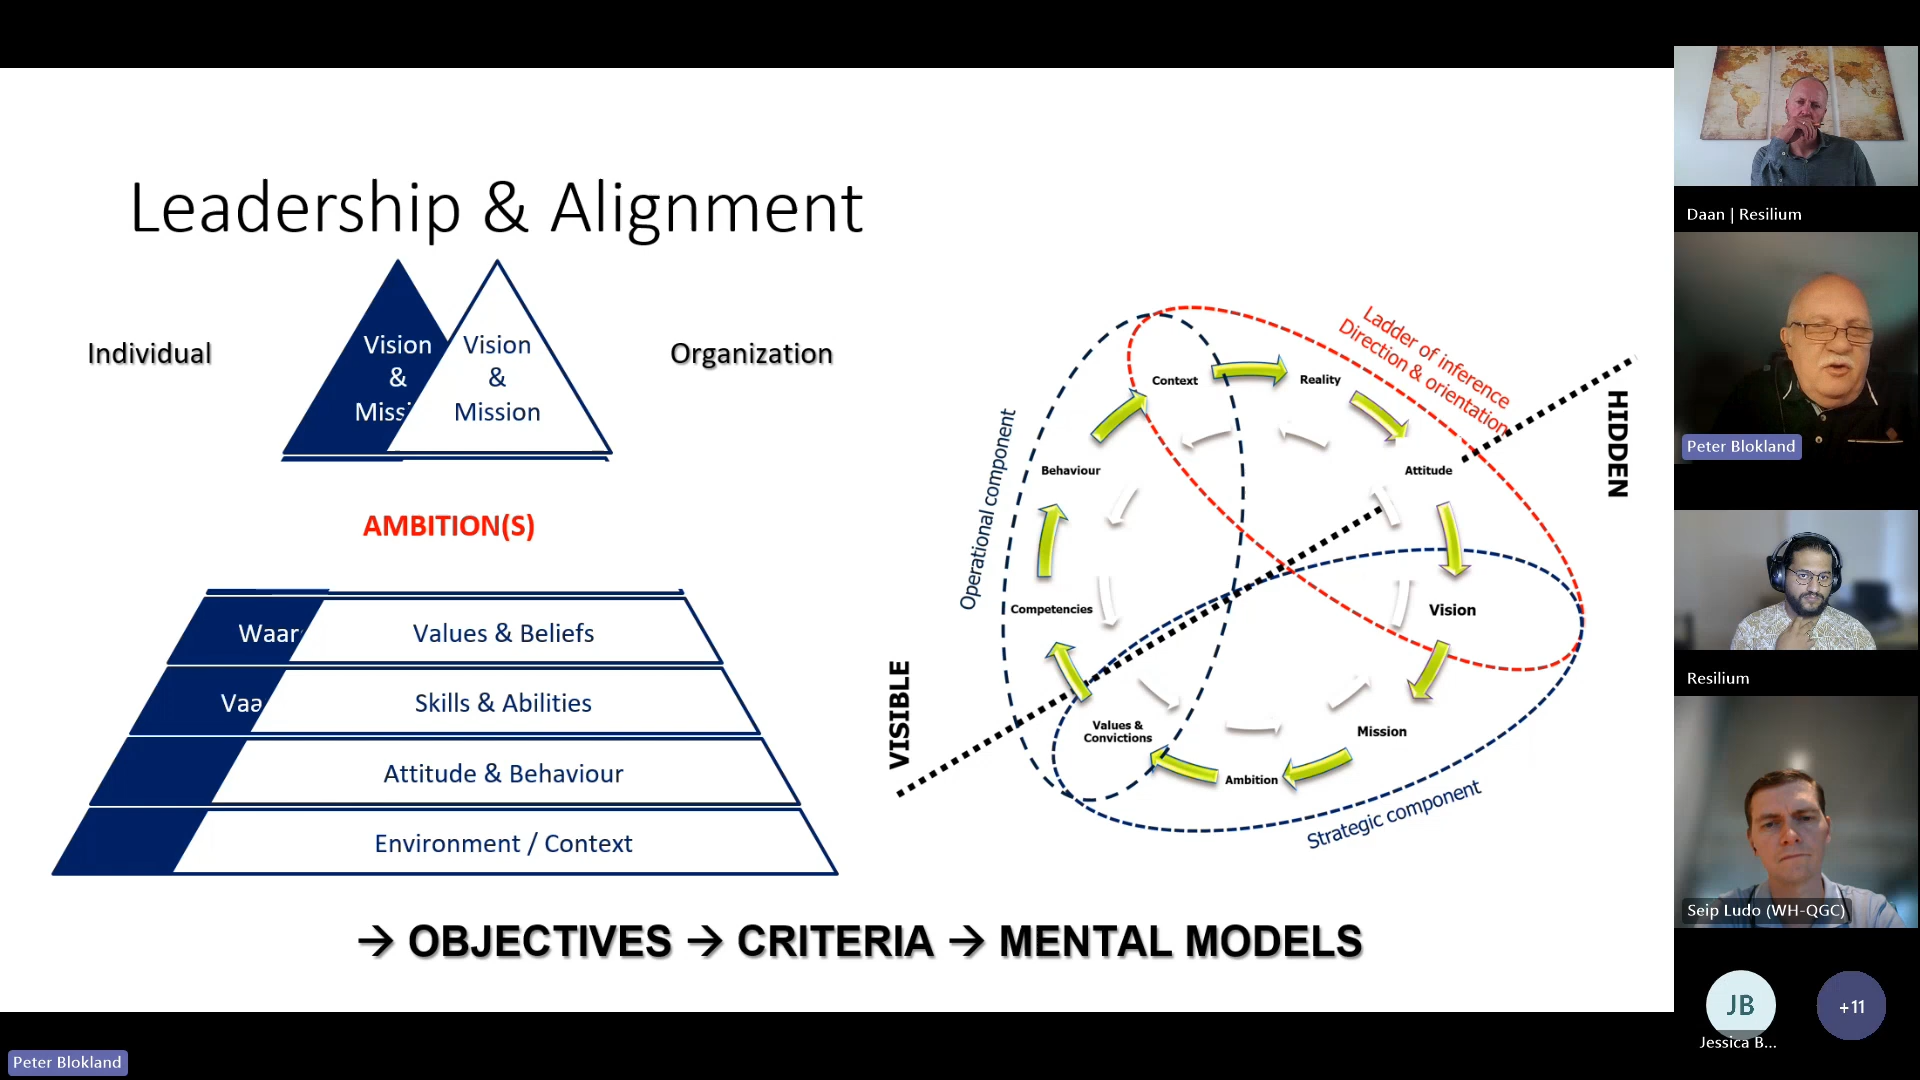 Leadership & Alignment
Individual
Vision
&
Missi
Vision
&
Mission
Organization
AMBITION(S)
Waar
Values & Beliefs
Vaa
Skills & Abilities
Attitude & Behaviour
Environment / Context
Ladder of inference
Direction & orientation
HIDDEN
VISIBLE
Operational component
Strategic component
Context
Reality
Attitude
Vision
Mission
Ambition
Values &
Convictions
Competencies
Behaviour
→ OBJECTIVES → CRITERIA → MENTAL MODELS
Peter Blokland
Daan | Resilium
Peter Blokland
Resilium
Seip Ludo (WH-QGC)
JB
Jessica B...
+11